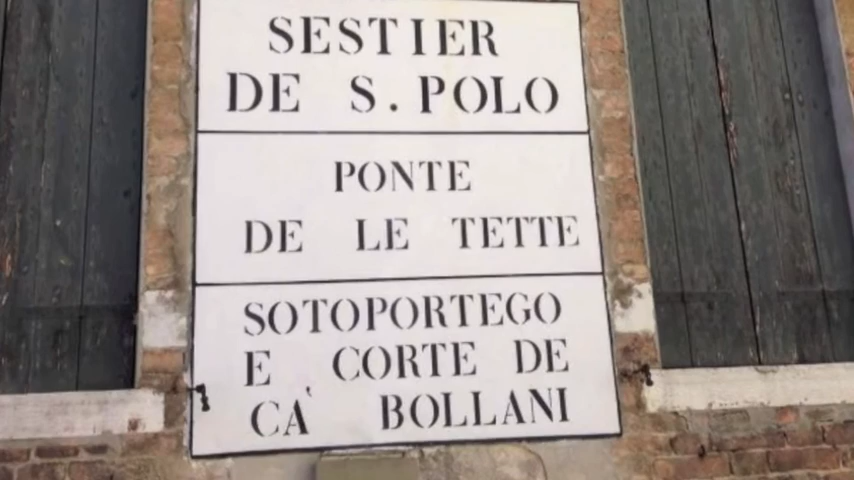 SESTIER
DE S. POLO
PONTE
DE LE TETTE
SOTOPORTEGO
E CORTE DE
CA' BOLLANI